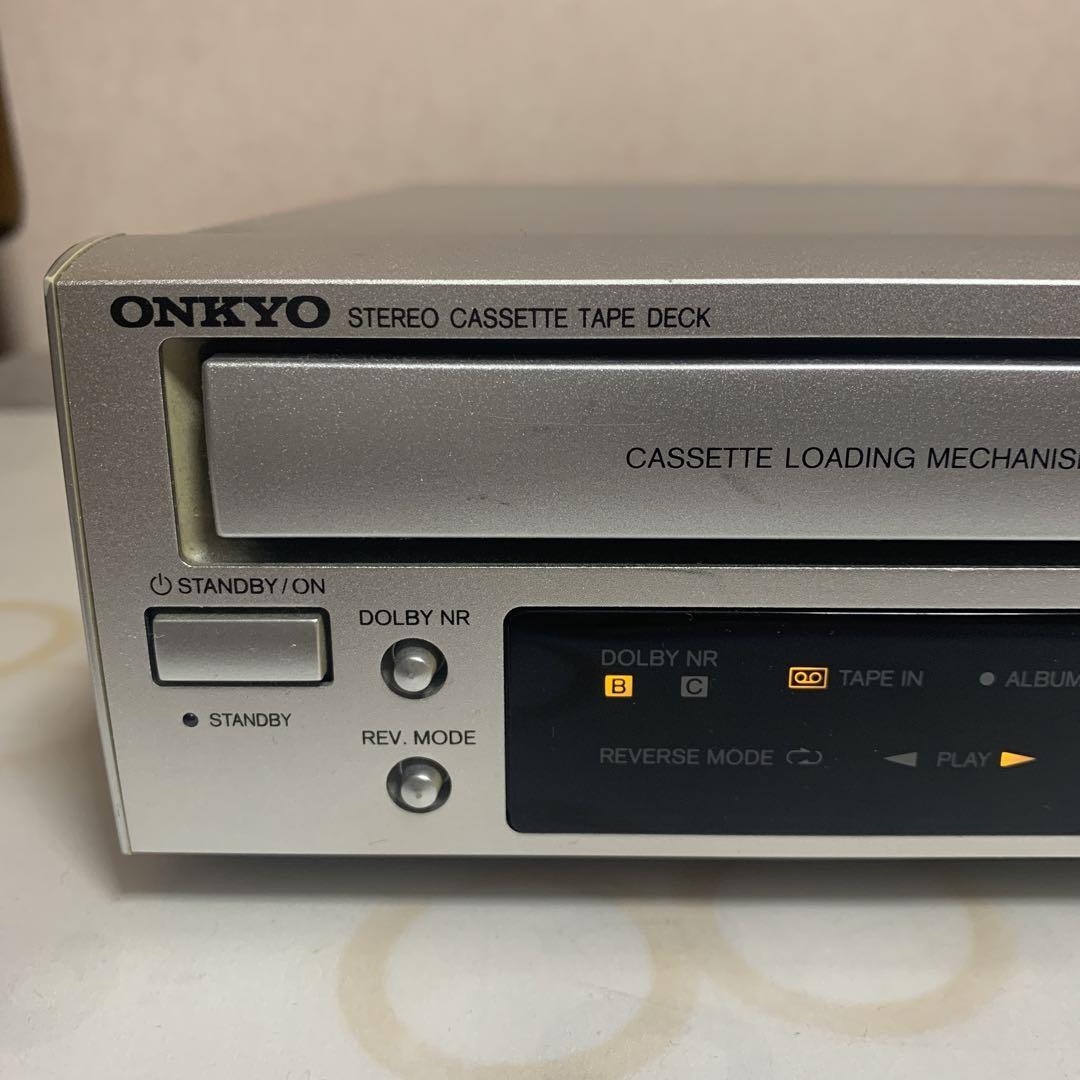 ONKYO STEREO CASSETTE TAPE DECK
CASSETTE LOADING
STANDBY/ON
DOLBY NR
STANDBY
REV. MODE
DOLBY NR
B C
TAPE IN
ALBUM
REVERSE MODE
PLAY